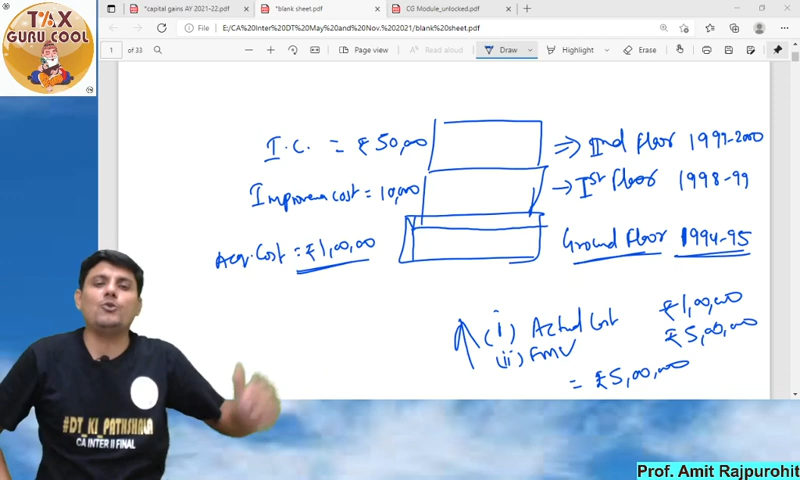 TAX
GURU COOL
*capital gains AY 2021-22.pdf
*blank sheet.pdf
CG Module_unlocked.pdf
File
E:/CA%20Inter%20DT%20May%20and%20Nov.%202021/blank%20sheet.pdf
1
of 33
Page view
Read aloud
Draw
Highlight
Erase
I.C. = ₹50,000
⇒ IInd floor 1999-2000
= 10,000
→ Ist floor 1998-99
Acq. Cost = ₹1,00,000
Ground floor 1994-95
(i) Actual Cost ₹1,00,000
(ii) FMV ₹5,00,000
= ₹5,00,000
#DT KI PATHSHALA
CA INTER II FINAL
Prof. Amit Rajpurohit